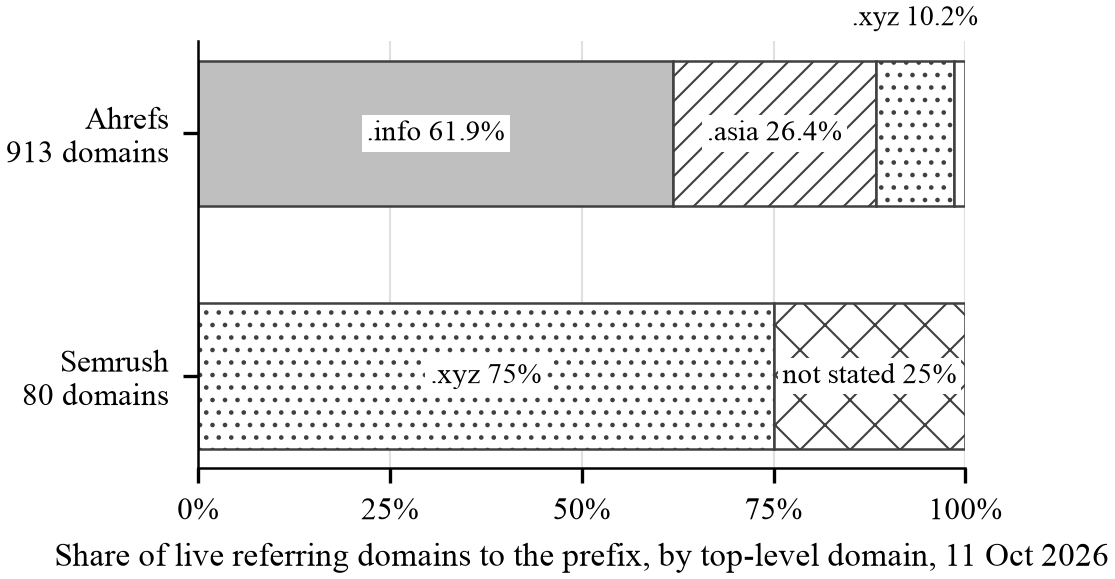 .xyz 10.2%
Ahrefs
913 domains
.info 61.9%
.asia 26.4%
Semrush
80 domains
.xyz 75%
not stated 25%
0%
25%
50%
75%
100%
Share of live referring domains to the prefix, by top-level domain, 11 Oct 2026